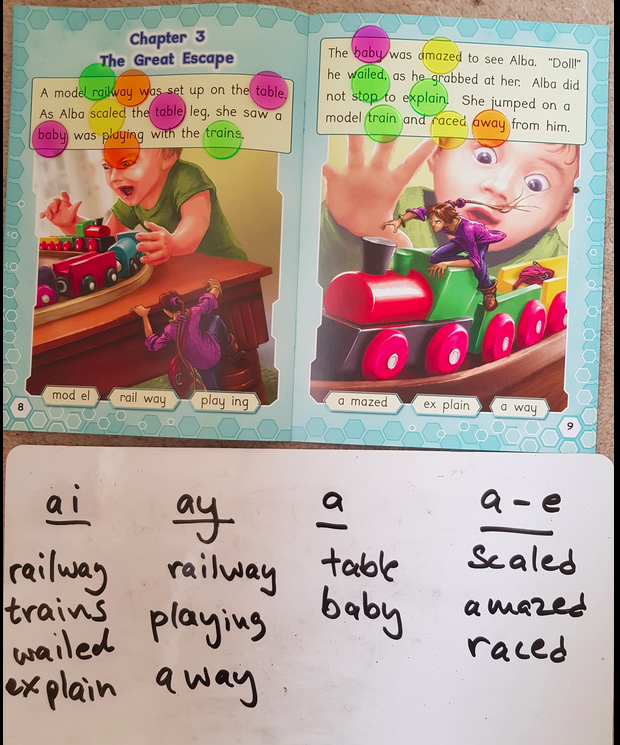 Chapter 3
The Great Escape
A model railway was set up on the table.
As Alba scaled the table leg, she saw a
baby was playing with the trains.
mod el
rail way
play ing
8
The baby was amazed to see Alba. "Doll!"
he wailed, as he grabbed at her. Alba did
not stop to explain. She jumped on a
model train and raced away from him.
a mazed
ex plain
a way
9
ai ay a a-e
railway railway table scaled
trains playing baby amazed
wailed away raced
explain